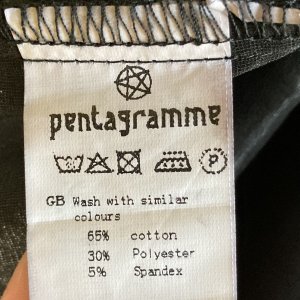 pentagramme
P
GB Wash with similar
colours
65% cotton
30% Polyester
5% Spandex